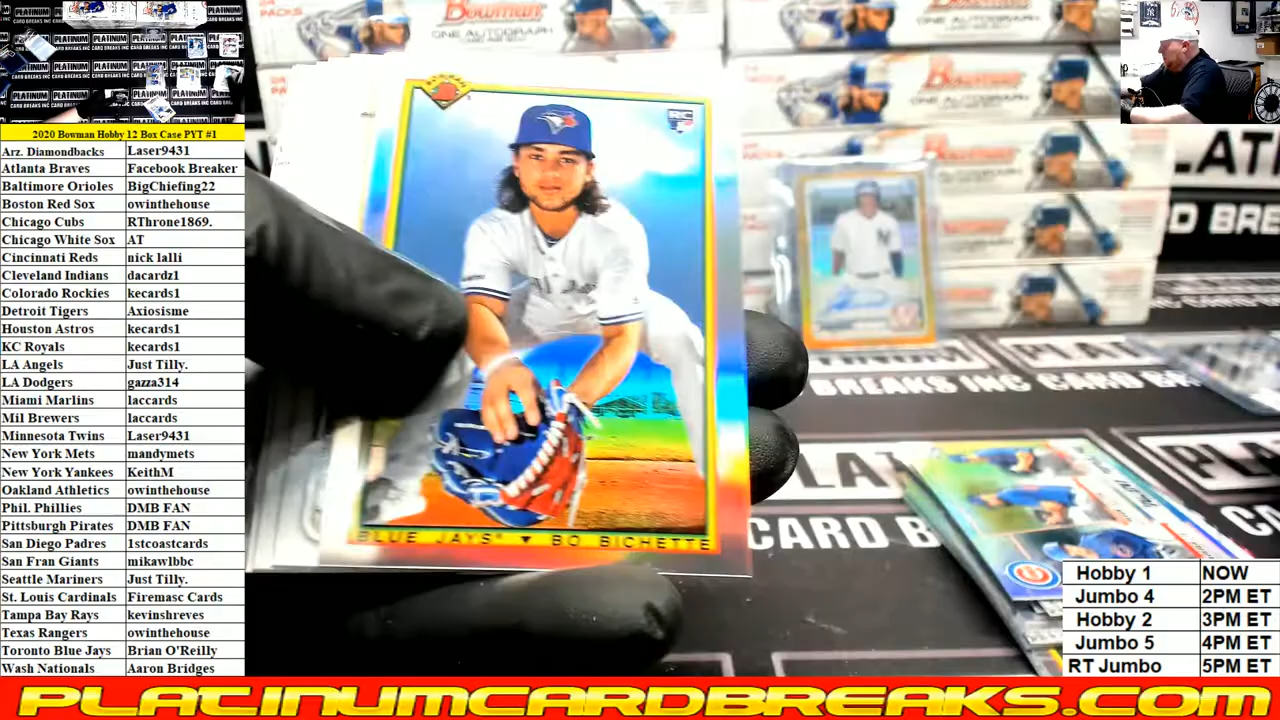 2020 Bowman Hobby 12 Box Case PYT #1
Arz. Diamondbacks Laser9431
Atlanta Braves Facebook Breaker
Baltimore Orioles BigChiefing22
Boston Red Sox owinthehouse
Chicago Cubs RThrone1869.
Chicago White Sox AT
Cincinnati Reds nick lalli
Cleveland Indians dacardz1
Colorado Rockies kecards1
Detroit Tigers Axiosisme
Houston Astros kecards1
KC Royals kecards1
LA Angels Just Tilly.
LA Dodgers gazza314
Miami Marlins laccards
Mil Brewers laccards
Minnesota Twins Laser9431
New York Mets mandymets
New York Yankees KeithM
Oakland Athletics owinthehouse
Phil. Phillies DMB FAN
Pittsburgh Pirates DMB FAN
San Diego Padres 1stcoastcards
San Fran Giants mikawlbbc
Seattle Mariners Just Tilly.
St. Louis Cardinals Firemasc Cards
Tampa Bay Rays kevinshreves
Texas Rangers owinthehouse
Toronto Blue Jays Brian O'Reilly
Wash Nationals Aaron Bridges
PACKS
Bowman
ONE AUTOGRAPH
Bowman
ONE AUTOGRAPH
RC
BLUE JAYS BO BICHETTE
BREAKS INC CARD
CARD
Hobby 1 NOW
Jumbo 4 2PM ET
Hobby 2 3PM ET
Jumbo 5 4PM ET
RT Jumbo 5PM ET
PLATINUMCARDBREAKS.COM